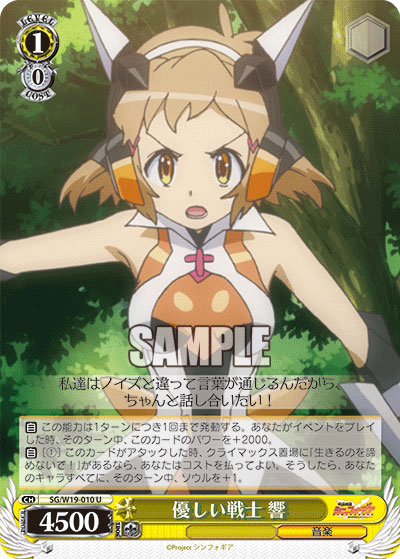 LEVEL
1
0
COST
SAMPLE
私達はノイズと違って言葉が通じるんだから、
ちゃんと話し合いたい!
自 この能力は1ターンにつき1回まで発動する。あなたがイベントをプレイ
した時、そのターン中、このカードのパワーを+2000。
自 [①] このカードがアタックした時、クライマックス置場に「生きるのを諦
めないで!」があるなら、あなたはコストを払ってよい。そうしたら、あなた
のキャラすべてに、そのターン中、ソウルを+1。
CH SG/W19-010 U
4500
優しい戦士 響
音楽
©Project シンフォギア